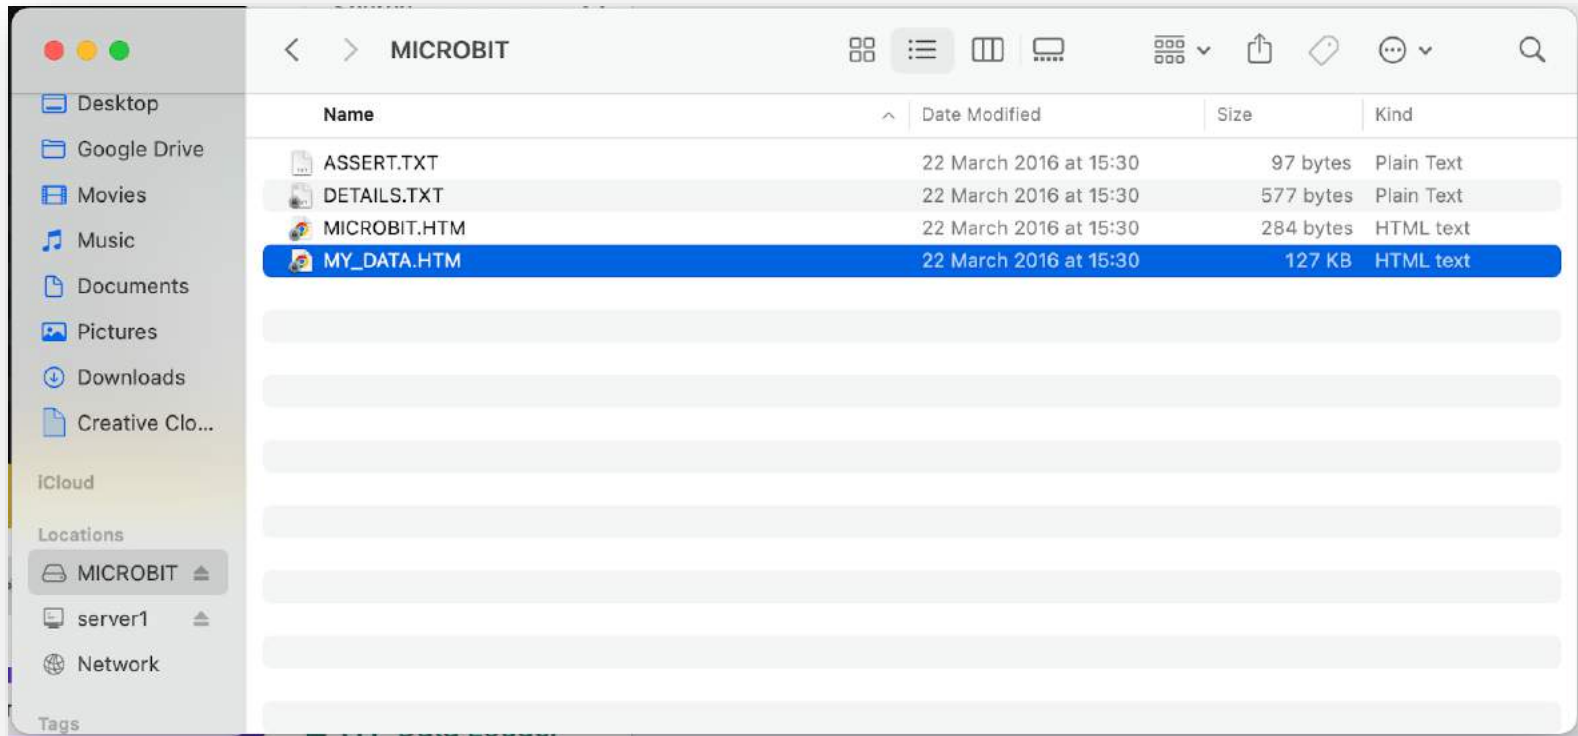 MICROBIT
Desktop
Google Drive
Movies
Music
Documents
Pictures
Downloads
Creative Clo...
iCloud
Locations
MICROBIT
server1
Network
Tags
Name Date Modified Size Kind
ASSERT.TXT 22 March 2016 at 15:30 97 bytes Plain Text
DETAILS.TXT 22 March 2016 at 15:30 577 bytes Plain Text
MICROBIT.HTM 22 March 2016 at 15:30 284 bytes HTML text
MY_DATA.HTM 22 March 2016 at 15:30 127 KB HTML text